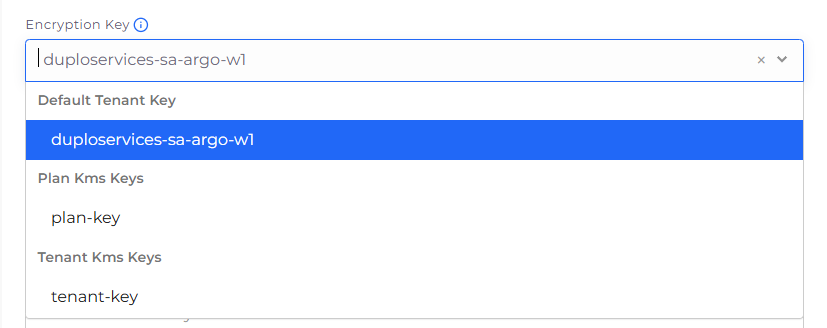 Encryption Key
duploservices-sa-argo-w1
Default Tenant Key
duploservices-sa-argo-w1
Plan Kms Keys
plan-key
Tenant Kms Keys
tenant-key